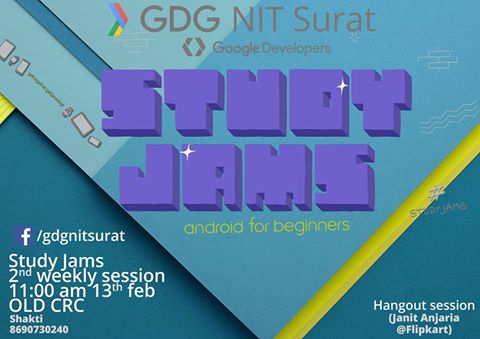 GDG NIT Surat
Google Developers
STUDY
JAMS
android for beginners
#
STUDYJAMS
f /gdgnitsurat
Study Jams
2nd weekly session
11:00 am 13th feb
OLD CRC
Shakti
8690730240
Hangout session
(Janit Anjaria
@Flipkart)